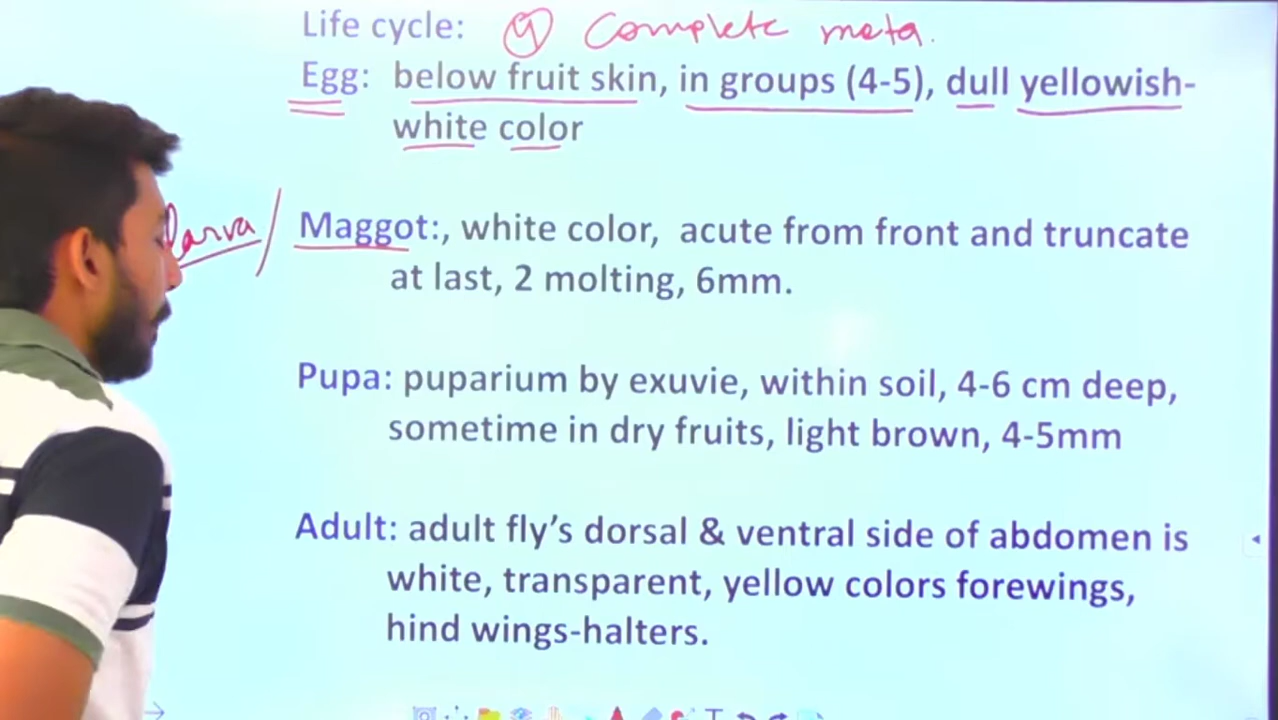 Life cycle: ④ Complete meta.
Egg: below fruit skin, in groups (4-5), dull yellowish-
white color
larva / Maggot:, white color, acute from front and truncate
at last, 2 molting, 6mm.
Pupa: puparium by exuvie, within soil, 4-6 cm deep,
sometime in dry fruits, light brown, 4-5mm
Adult: adult fly’s dorsal & ventral side of abdomen is
white, transparent, yellow colors forewings,
hind wings-halters.